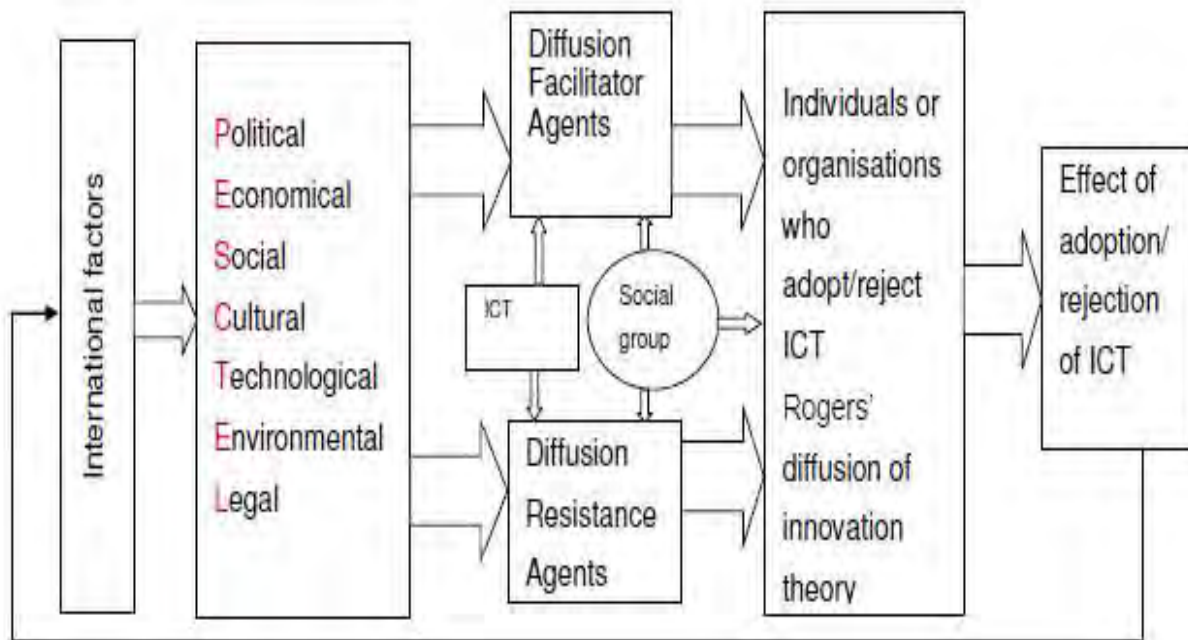 International factors
Political
Economical
Social
Cultural
Technological
Environmental
Legal
Diffusion
Facilitator
Agents
ICT
Social
group
Diffusion
Resistance
Agents
Individuals or
organisations
who
adopt/reject
ICT
Rogers'
diffusion of
innovation
theory
Effect of
adoption/
rejection
of ICT